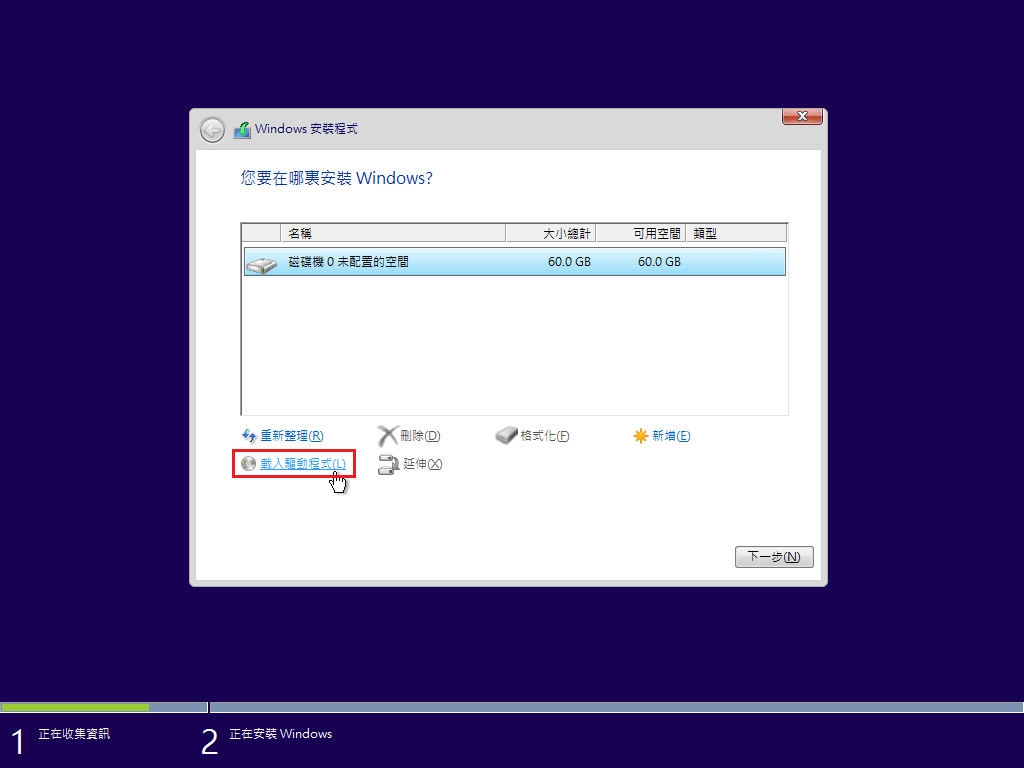 Windows 安裝程式
您要在哪裏安裝 Windows?
名稱 大小總計 可用空間 類型
磁碟機 0 未配置的空間 60.0 GB 60.0 GB
重新整理(R) 刪除(D) 格式化(F) 新增(E)
載入驅動程式(L) 延伸(X)
下一步(N)
1 正在收集資訊 2 正在安裝 Windows